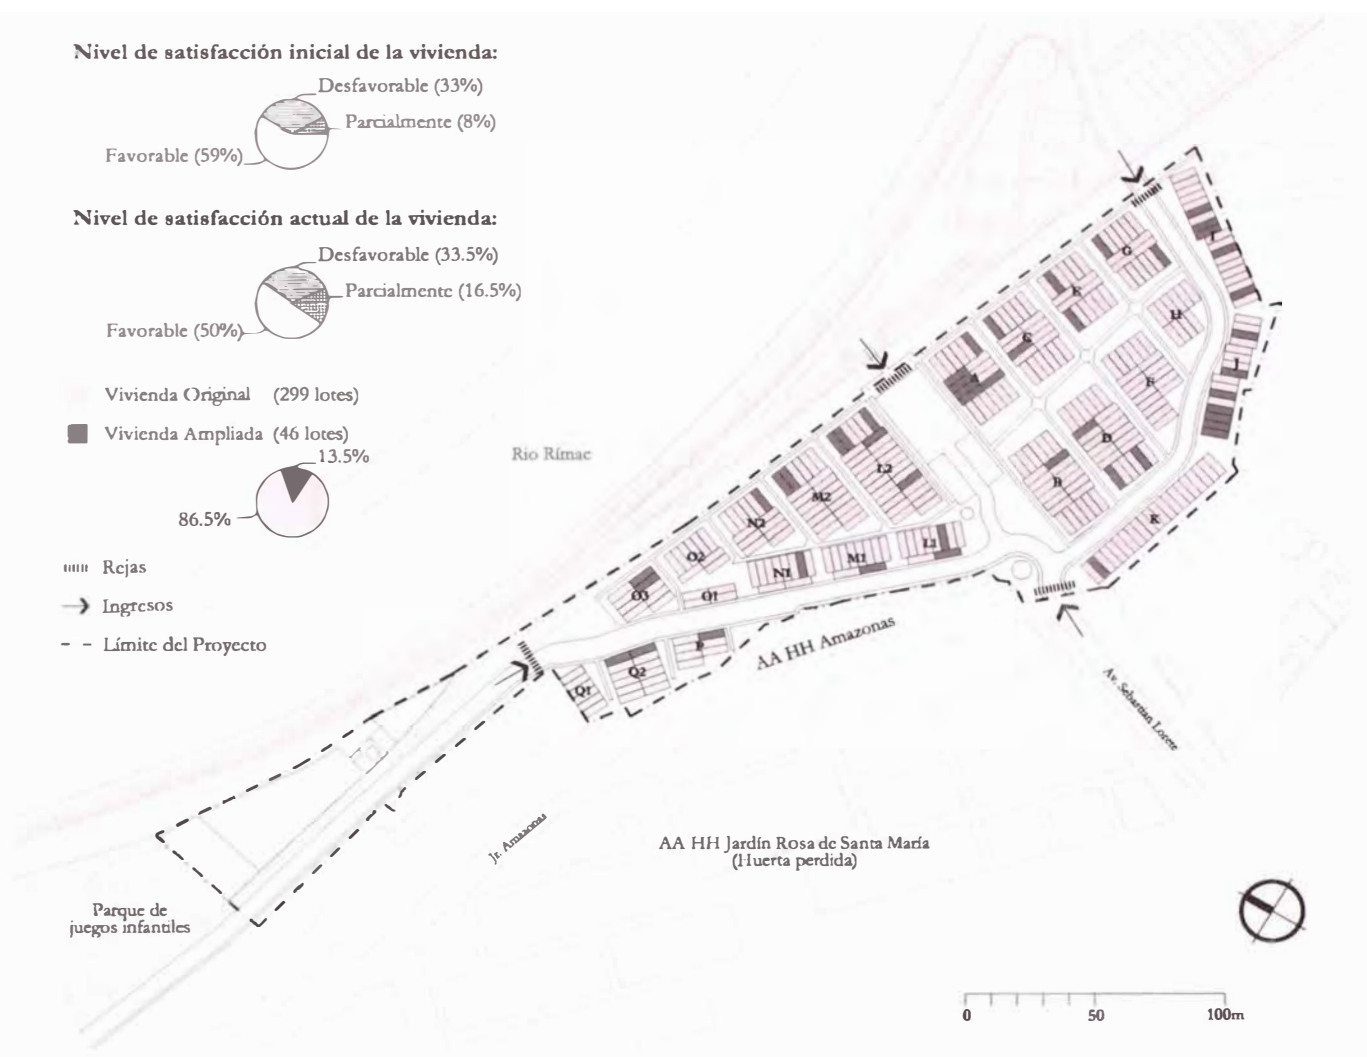 Nivel de satisfacción inicial de la vivienda:
Desfavorable (33%)
Parcialmente (8%)
Favorable (59%)
Nivel de satisfacción actual de la vivienda:
Desfavorable (33.5%)
Parcialmente (16.5%)
Favorable (50%)
Vivienda Original (299 lotes)
Vivienda Ampliada (46 lotes)
13.5%
86.5%
Rejas
Ingresos
Límite del Proyecto
Rio Rímac
I
G
E
H
C
J
A
F
D
L2
B
M2
K
N2
L1
O2
M1
N1
O3
O1
P
Q2
Q1
AA HH Amazonas
Av. Sebastian Lorete
Jr. Amazonas
AA HH Jardín Rosa de Santa María
(Huerta perdida)
Parque de
juegos infantiles
0 50 100m